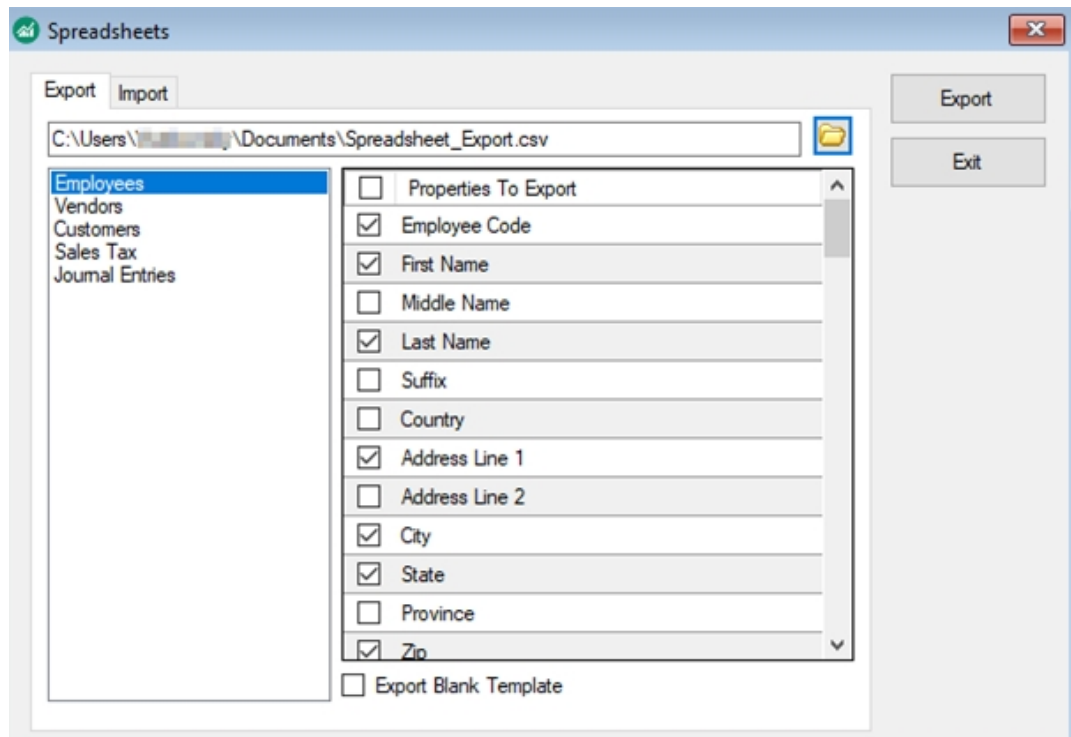 Spreadsheets
Export Import
C:\Users\ \Documents\Spreadsheet_Export.csv
Export
Exit
Employees
Vendors
Customers
Sales Tax
Journal Entries
Properties To Export
Employee Code
First Name
Middle Name
Last Name
Suffix
Country
Address Line 1
Address Line 2
City
State
Province
Zip
Export Blank Template